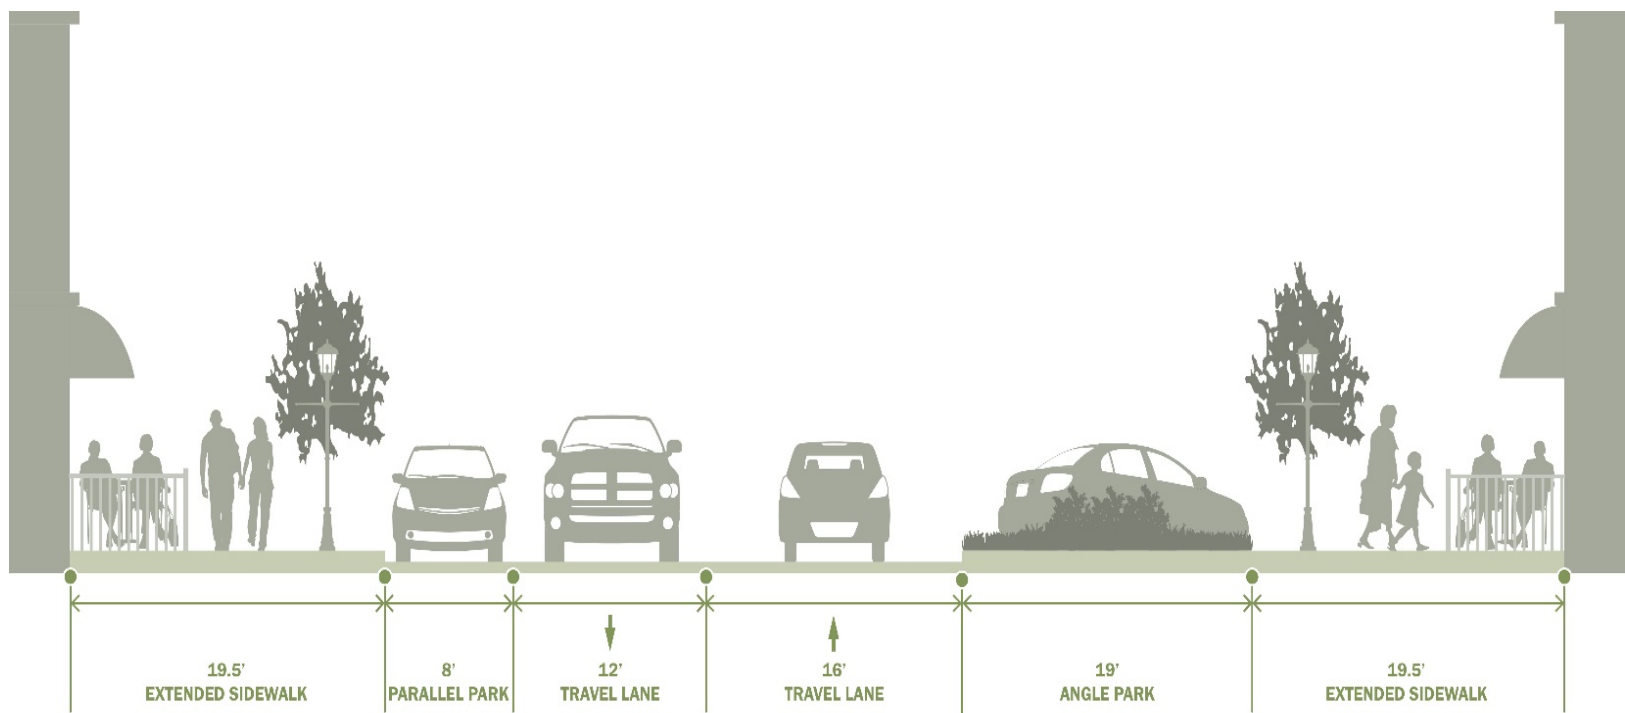 19.5’
EXTENDED SIDEWALK
8’
PARALLEL PARK
12’
TRAVEL LANE
16’
TRAVEL LANE
19’
ANGLE PARK
19.5’
EXTENDED SIDEWALK